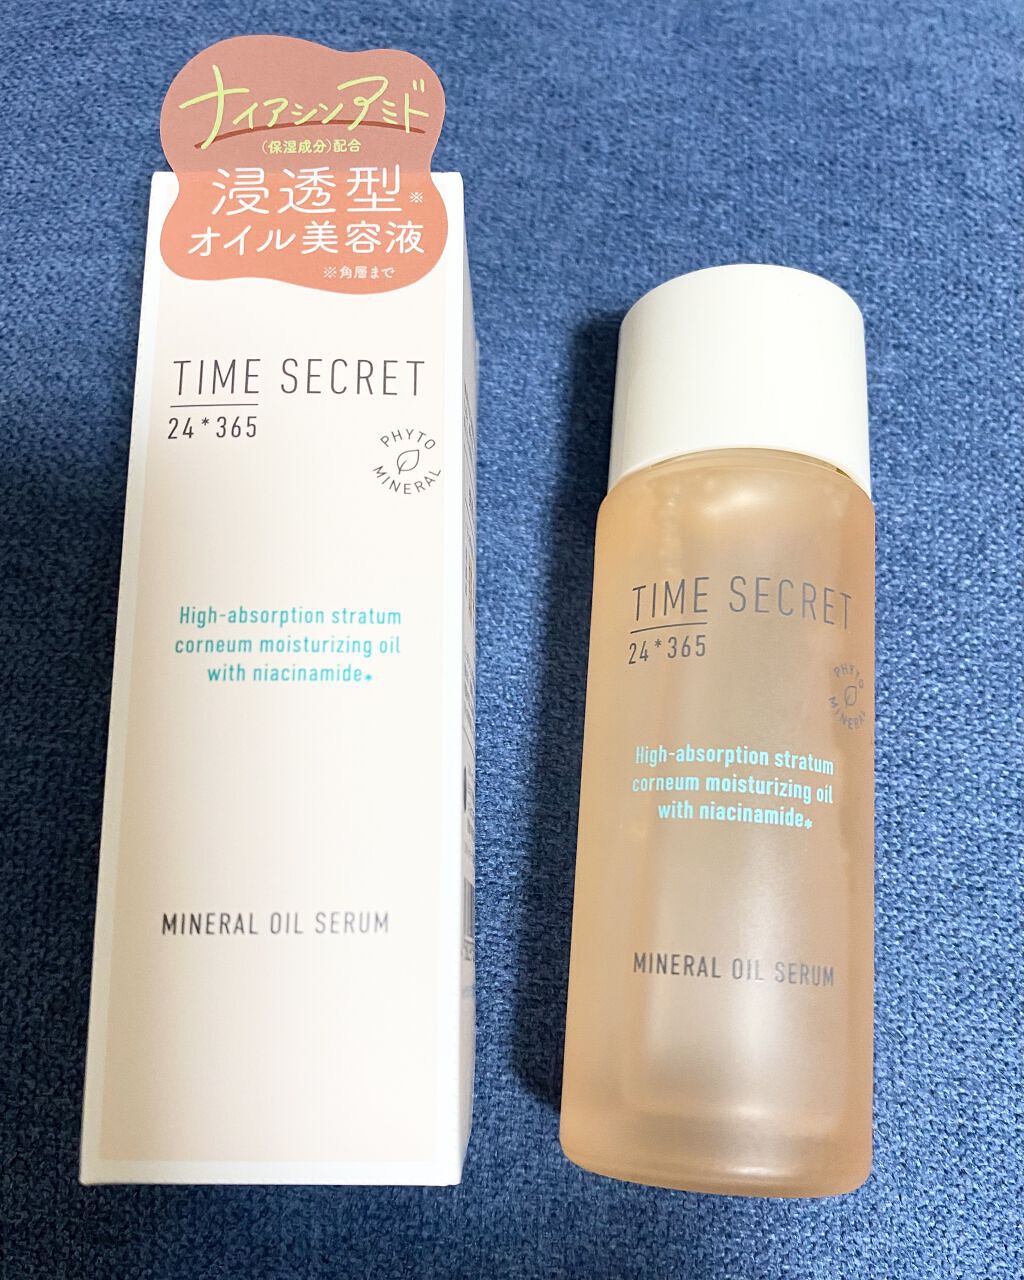 ナイアシンアミド
(保湿成分)配合
浸透型※
オイル美容液
※角層まで
TIME SECRET
24*365
PHYTO
MINERAL
High-absorption stratum
corneum moisturizing oil
with niacinamide*
MINERAL OIL SERUM
TIME SECRET
24*365
PHYTO
MINERAL
High-absorption stratum
corneum moisturizing oil
with niacinamide*
MINERAL OIL SERUM